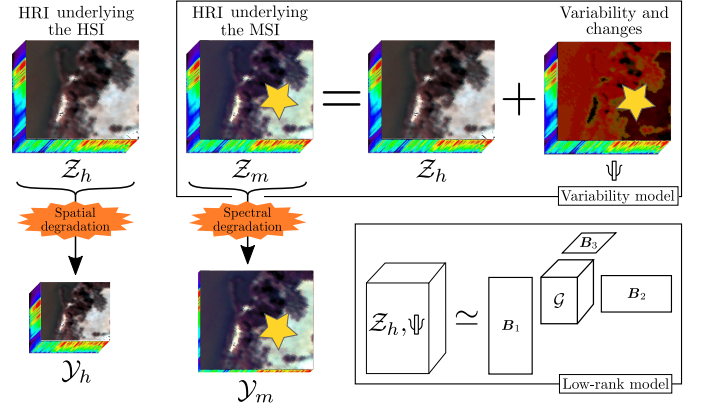 HRI underlying
the HSI
HRI underlying
the MSI
Variability and
changes
=
+
𝒵ₕ
𝒵ₘ
𝒵ₕ
Ψ
Variability model
Spatial
degradation
Spectral
degradation
𝒴ₕ
𝒴ₘ
𝒵ₕ, Ψ
≃
B₁
𝒢
B₃
B₂
Low-rank model